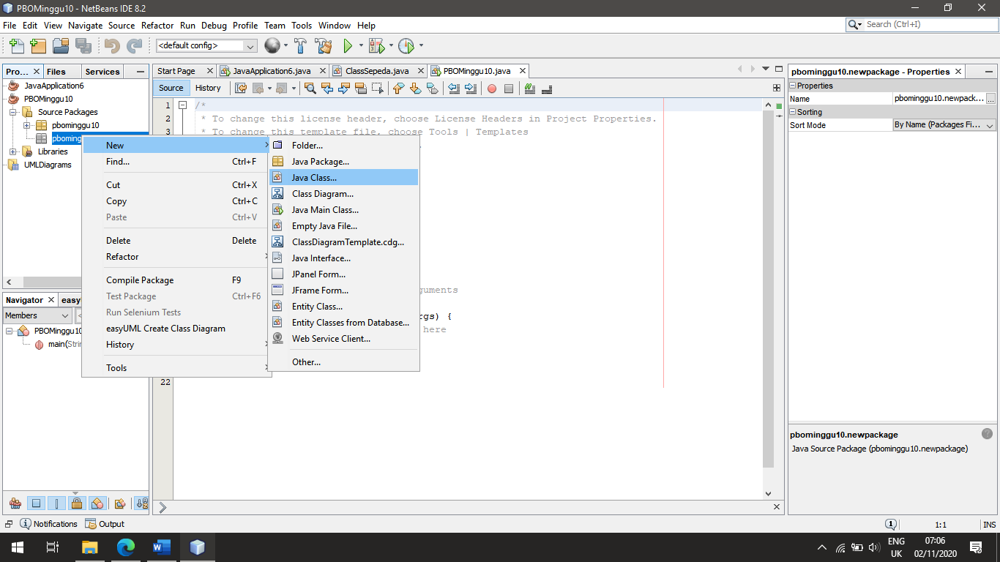 PBOMinggu10 - NetBeans IDE 8.2
File Edit View Navigate Source Refactor Run Debug Profile Team Tools Window Help
Search (Ctrl+I)
<default config>
Pro... Files Services
Start Page JavaApplication6.java ClassSepeda.java PBOMinggu10.java
Source History
JavaApplication6
PBOMinggu10
Source Packages
pbominggu10
pboming
Libraries
UMLDiagrams
1 /*
2 * To change this license header, choose License Headers in Project Properties.
3 * To change this template file, choose Tools | Templates
guments
rgs) {
here
22
New
Find... Ctrl+F
Cut Ctrl+X
Copy Ctrl+C
Paste Ctrl+V
Delete Delete
Refactor
Compile Package F9
Test Package Ctrl+F6
Run Selenium Tests
easyUML Create Class Diagram
History
Tools
Folder...
Java Package...
Java Class...
Class Diagram...
Java Main Class...
Empty Java File...
ClassDiagramTemplate.cdg...
Java Interface...
JPanel Form...
JFrame Form...
Entity Class...
Entity Classes from Database...
Web Service Client...
Other...
Navigator easy
Members
PBOMinggu10
main(Strin
pbominggu10.newpackage - Properties
Properties
Name pbominggu10.newpack... ...
Sorting
Sort Mode By Name (Packages Fi...
pbominggu10.newpackage
Java Source Package (pbominggu10.newpackage)
Notifications Output
1 1:1 INS
ENG
UK
07:06
02/11/2020